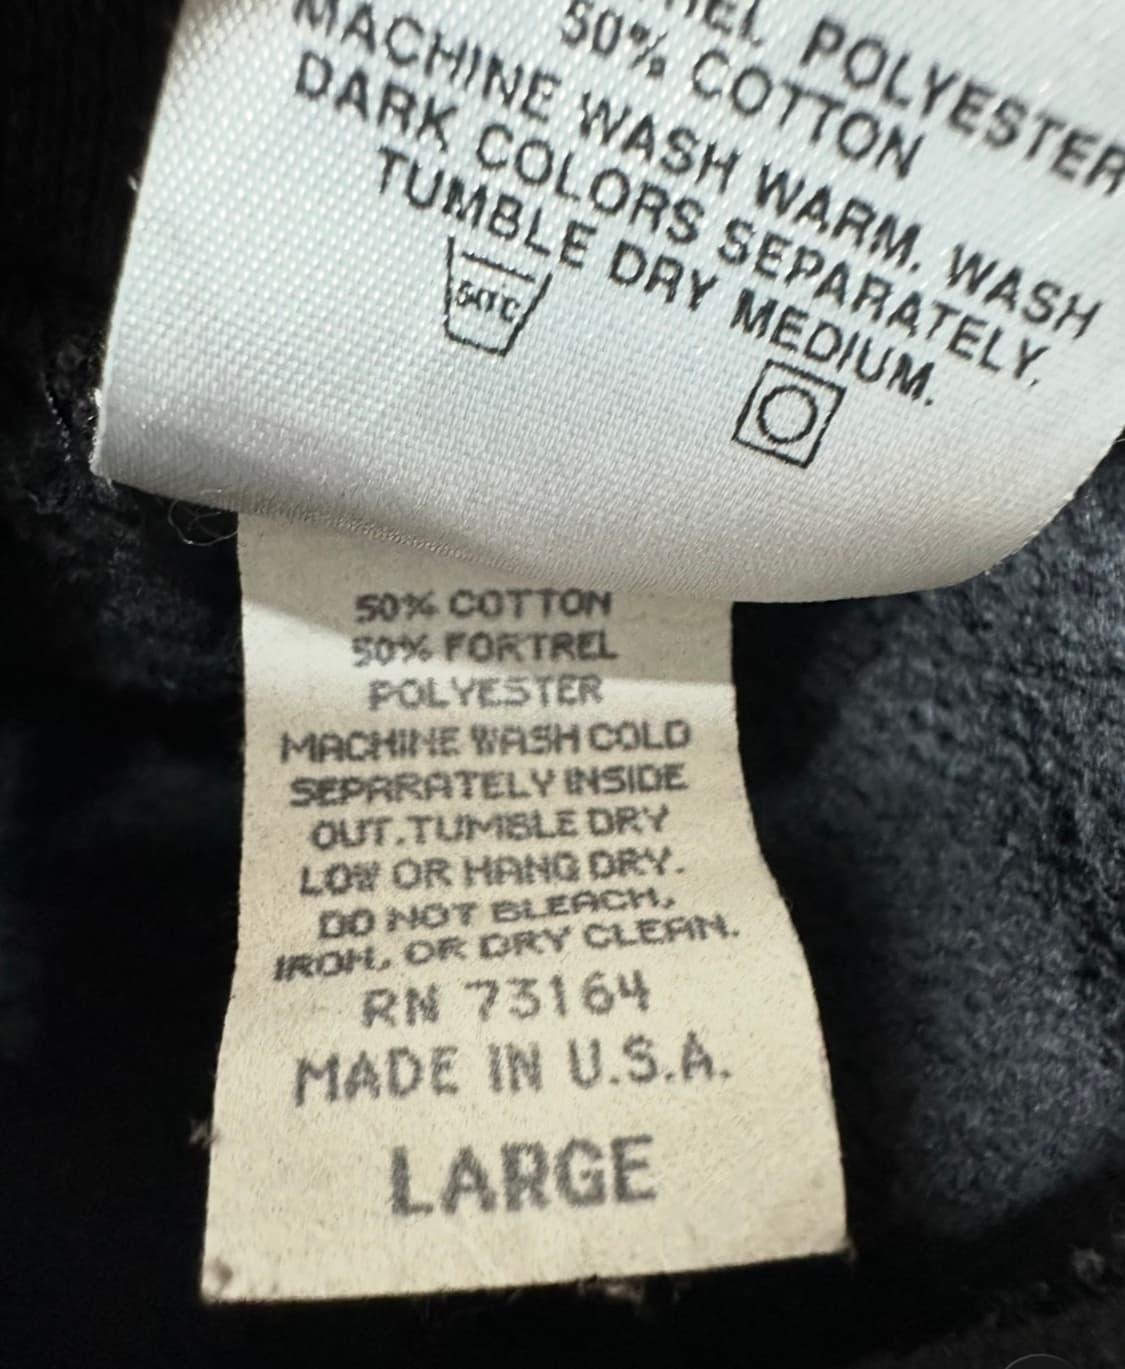 POLYESTER
50% COTTON
MACHINE WASH WARM. WASH
DARK COLORS SEPARATELY.
TUMBLE DRY MEDIUM.
50% COTTON
50% FORTREL
POLYESTER
MACHINE WASH COLD
SEPARATELY INSIDE
OUT. TUMBLE DRY
LOW OR HANG DRY.
DO NOT BLEACH,
IRON, OR DRY CLEAN.
RN 73164
MADE IN U.S.A.
LARGE